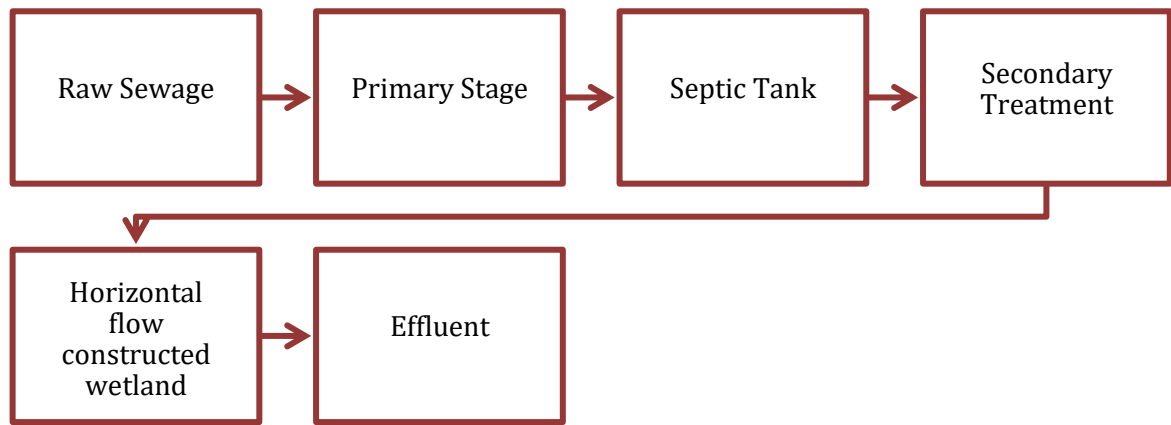 Raw Sewage
Primary Stage
Septic Tank
Secondary
Treatment
Horizontal
flow
constructed
wetland
Effluent